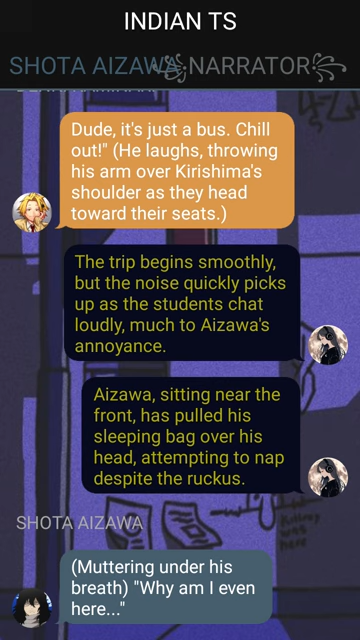 INDIAN TS
SHOTA AIZAWA NARRATOR
Dude, it's just a bus. Chill
out!" (He laughs, throwing
his arm over Kirishima's
shoulder as they head
toward their seats.)
The trip begins smoothly,
but the noise quickly picks
up as the students chat
loudly, much to Aizawa's
annoyance.
Aizawa, sitting near the
front, has pulled his
sleeping bag over his
head, attempting to nap
despite the ruckus.
SHOTA AIZAWA
(Muttering under his
breath) "Why am I even
here..."